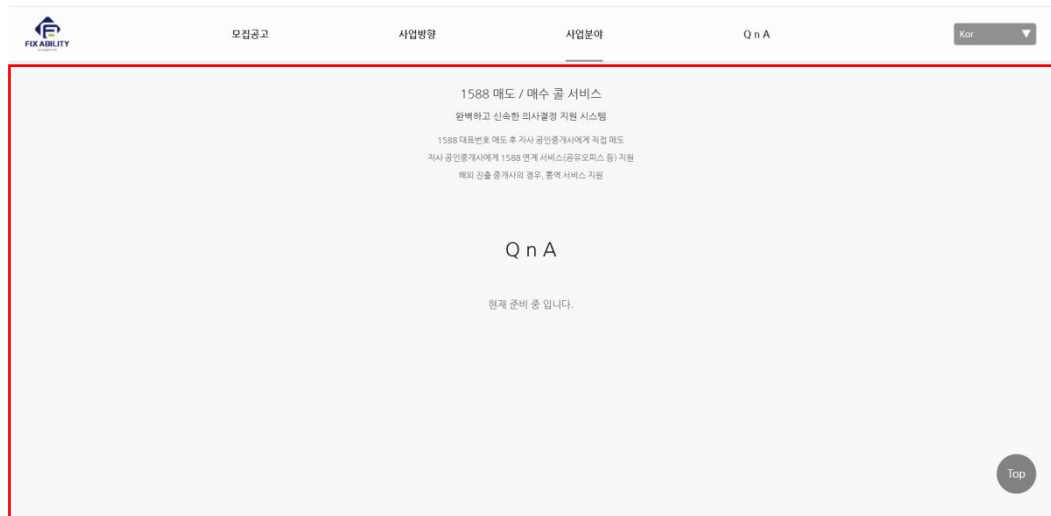 FIXABILITY
모집공고
사업방향
사업분야
Q n A
Kor
1588 매도 / 매수 콜 서비스
완벽하고 신속한 의사결정 지원 시스템
1588 대표번호 매도 후 자사 공인중개사에게 직접 매도
자사 공인중개사에게 1588 연계 서비스(공유오피스 등) 지원
해외 진출 중개사의 경우, 통역 서비스 지원
Q n A
현재 준비 중 입니다.
Top